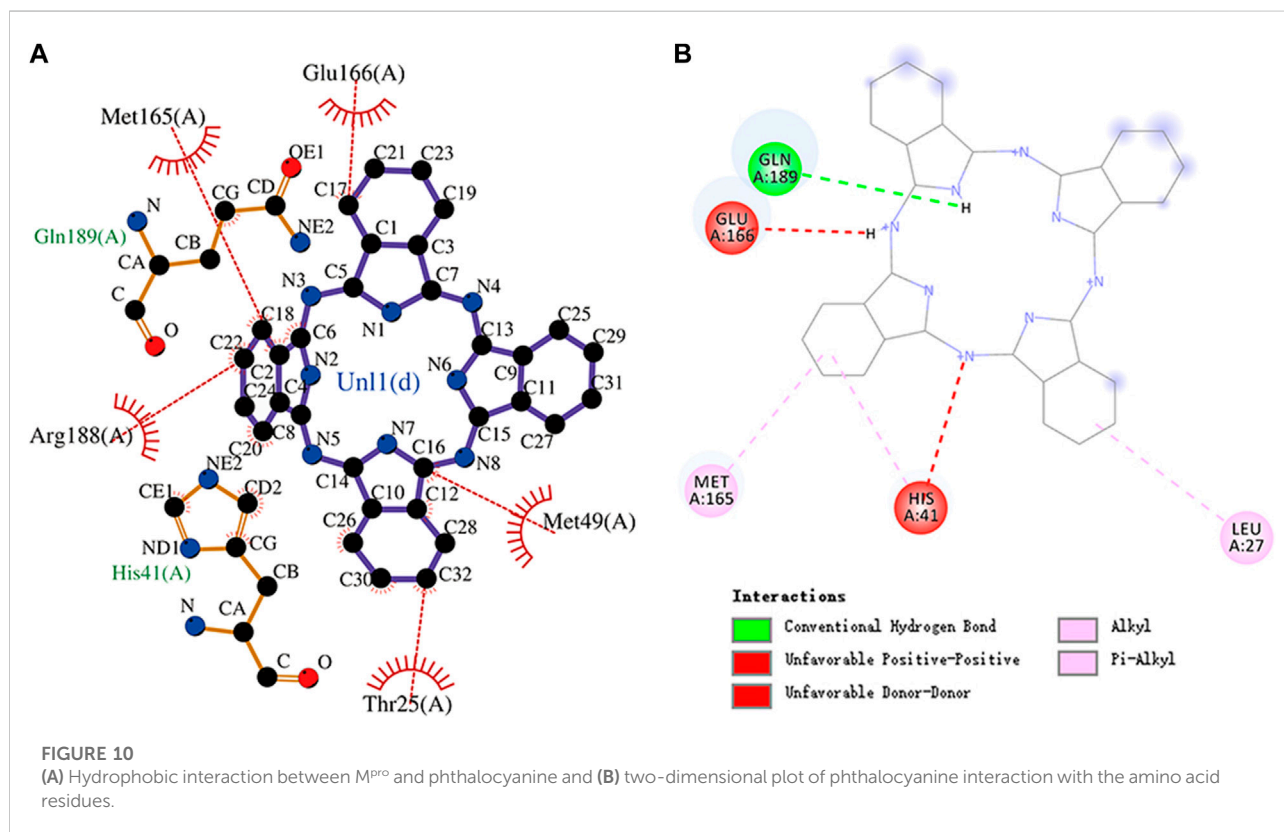 A
Glu166(A)
Met165(A)
OE1
CD
CG
N
NE2
Gln189(A)
CB
CA
C
O
C21
C23
C17
C19
C1
C3
C5
C7
N3
N4
N1
C18
C6
C13
C25
C22
N2
C29
C2
Unl1(d)
N6
C9
C24
C4
C11
C31
Arg188(A)
C8
C15
C27
C20
N5
N7
C16
N8
NE2
C14
CE1
CD2
C10
C12
Met49(A)
C26
C28
ND1
CG
His41(A)
CB
C30
C32
N
CA
C
O
Thr25(A)
B
GLN
A:189
GLU
A:166
H
H
+N
N
N
+N
+N
N
N
+N
MET
A:165
HIS
A:41
LEU
A:27
Interactions
Conventional Hydrogen Bond
Unfavorable Positive-Positive
Unfavorable Donor-Donor
Alkyl
Pi-Alkyl
FIGURE 10
(A) Hydrophobic interaction between Mᵖʳᵒ and phthalocyanine and (B) two-dimensional plot of phthalocyanine interaction with the amino acid
residues.